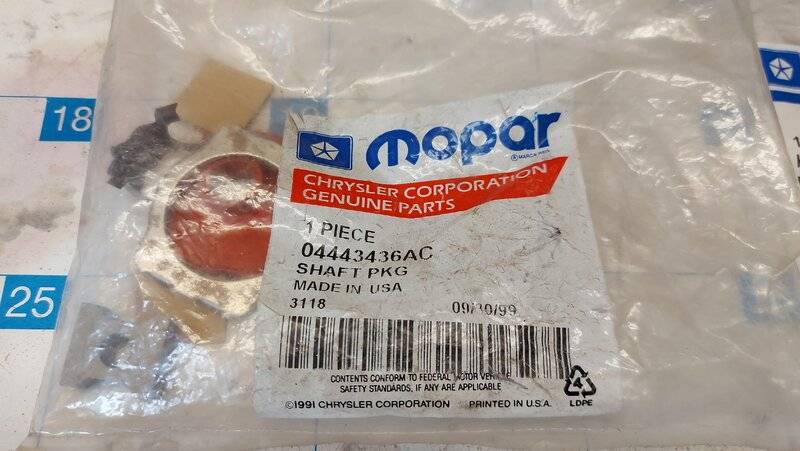 18
25
mopar
® MARCA REG.
CHRYSLER CORPORATION
GENUINE PARTS
1 PIECE
04443436AC
SHAFT PKG
MADE IN USA
3118 09/30/99
CONTENTS CONFORM TO FEDERAL MOTOR VEHICLE
SAFETY STANDARDS, IF ANY ARE APPLICABLE
©1991 CHRYSLER CORPORATION PRINTED IN U.S.A.
4
LDPE